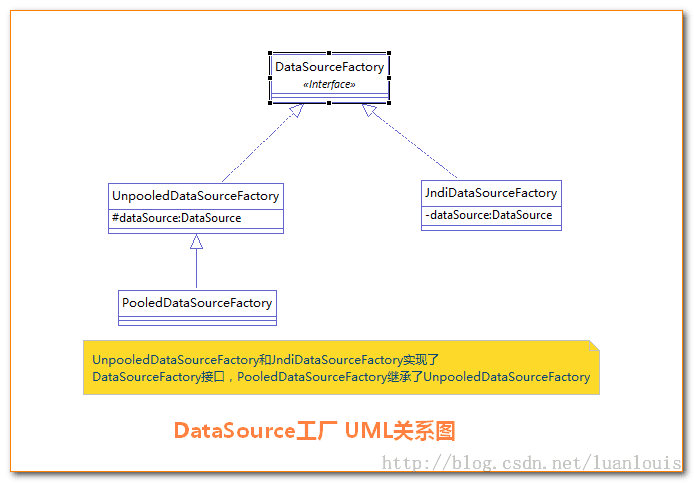 DataSourceFactory
«Interface»
UnpooledDataSourceFactory
#dataSource:DataSource
JndiDataSourceFactory
-dataSource:DataSource
PooledDataSourceFactory
UnpooledDataSourceFactory和JndiDataSourceFactory实现了
DataSourceFactory接口，PooledDataSourceFactory继承了UnpooledDataSourceFactory
DataSource工厂 UML关系图
http://blog.csdn.net/luanlouis